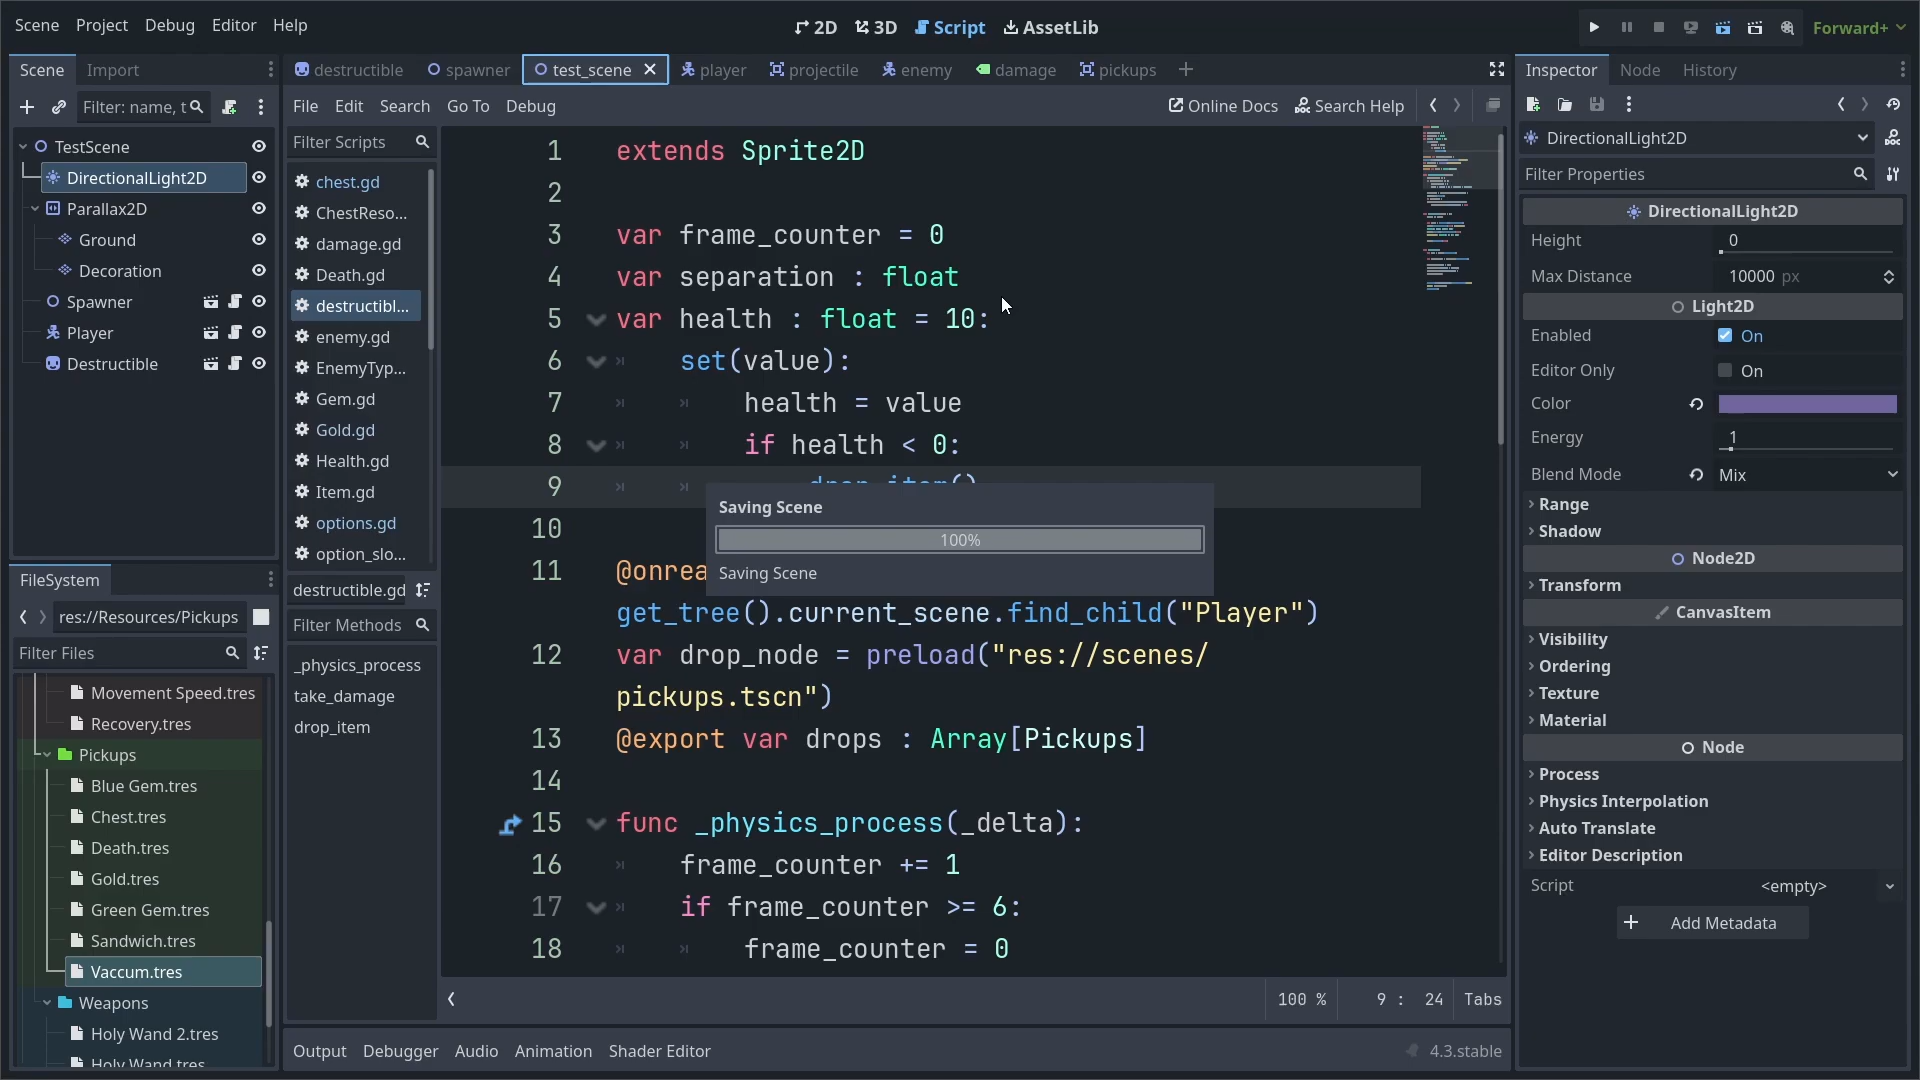 Scene Project Debug Editor Help
2D 3D Script AssetLib
Forward+
Scene Import
Filter: name, t
TestScene
DirectionalLight2D
Parallax2D
Ground
Decoration
Spawner
Player
Destructible
FileSystem
res://Resources/Pickups
Filter Files
Movement Speed.tres
Recovery.tres
Pickups
Blue Gem.tres
Chest.tres
Death.tres
Gold.tres
Green Gem.tres
Sandwich.tres
Vaccum.tres
Weapons
Holy Wand 2.tres
Holy Wand.tres
destructible spawner test_scene player projectile enemy damage pickups
File Edit Search Go To Debug
Online Docs Search Help
Filter Scripts
chest.gd
ChestReso...
damage.gd
Death.gd
destructibl...
enemy.gd
EnemyTyp...
Gem.gd
Gold.gd
Health.gd
Item.gd
options.gd
option_slo...
destructible.gd
Filter Methods
_physics_process
take_damage
drop_item
1 extends Sprite2D
2
3 var frame_counter = 0
4 var separation : float
5 var health : float = 10:
6 set(value):
7 health = value
8 if health < 0:
9 drop_item()
10
11 @onrea
get_tree().current_scene.find_child("Player")
12 var drop_node = preload("res://scenes/
pickups.tscn")
13 @export var drops : Array[Pickups]
14
15 func _physics_process(_delta):
16 frame_counter += 1
17 if frame_counter >= 6:
18 frame_counter = 0
Saving Scene
100%
Saving Scene
100 % 9 : 24 Tabs
Output Debugger Audio Animation Shader Editor
4.3.stable
Inspector Node History
DirectionalLight2D
Filter Properties
DirectionalLight2D
Height 0
Max Distance 10000 px
Light2D
Enabled On
Editor Only On
Color
Energy 1
Blend Mode Mix
Range
Shadow
Node2D
Transform
CanvasItem
Visibility
Ordering
Texture
Material
Node
Process
Physics Interpolation
Auto Translate
Editor Description
Script <empty>
Add Metadata